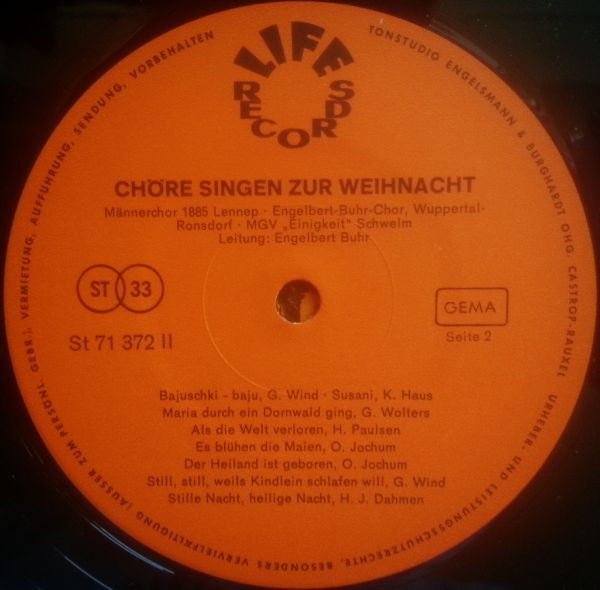 LIFE
RECORDS
TONSTUDIO ENGELSMANN & BURGHARDT OHG, CASTROP-RAUXEL
URHEBER- UND LEISTUNGSSCHUTZRECHTE, BESONDERS VERVIELFÄLTIGUNG (AUSSER ZUM PERSÖNL. GEBR.), VERMIETUNG, AUFFÜHRUNG, SENDUNG, VORBEHALTEN
CHÖRE SINGEN ZUR WEIHNACHT
Männerchor 1885 Lennep · Engelbert-Buhr-Chor, Wuppertal-
Ronsdorf · MGV „Einigkeit“ Schwelm
Leitung: Engelbert Buhr
ST 33
GEMA
St 71 372 II
Seite 2
Bajuschki - baju, G. Wind · Susani, K. Haus
Maria durch ein Dornwald ging, G. Wolters
Als die Welt verloren, H. Paulsen
Es blühen die Maien, O. Jochum
Der Heiland ist geboren, O. Jochum
Still, still, weils Kindlein schlafen will, G. Wind
Stille Nacht, heilige Nacht, H. J. Dahmen